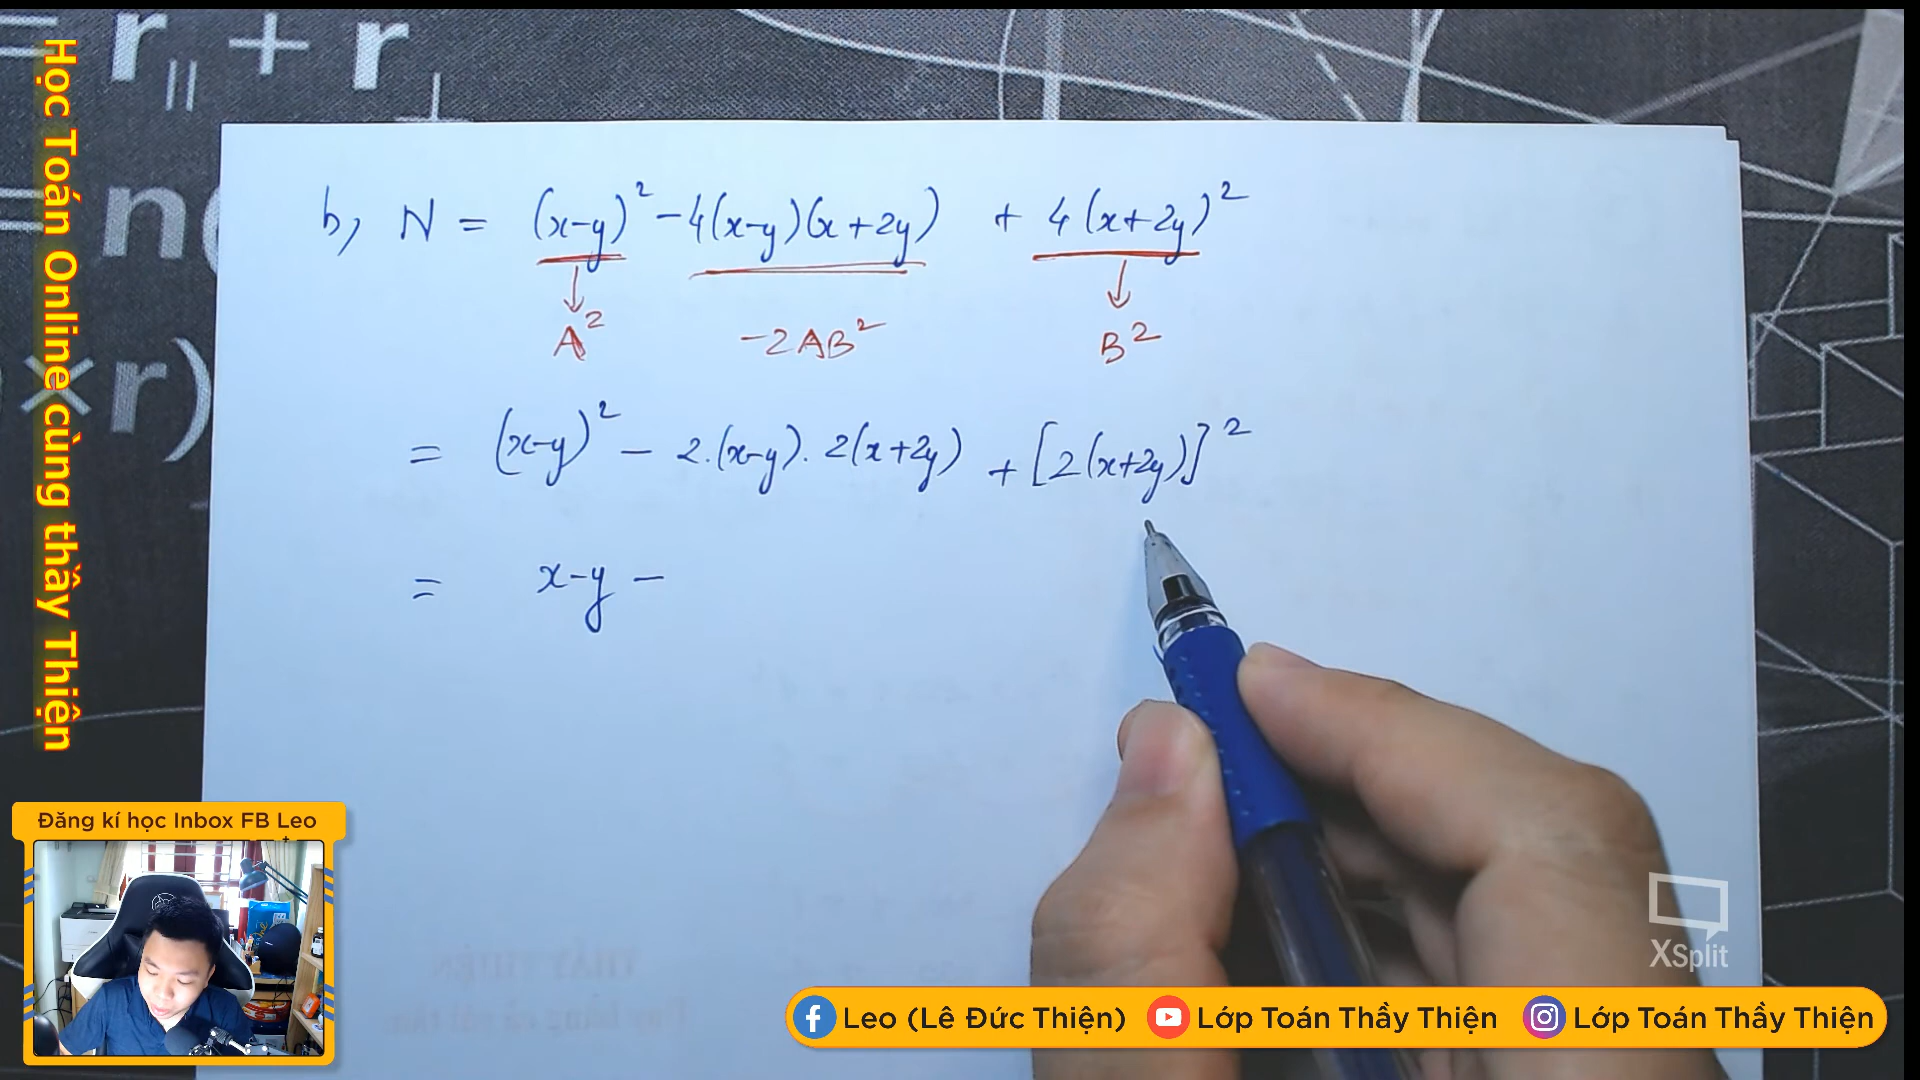 = r|| + r⊥
= n(
×r)
Học Toán Online cùng thầy Thiện
b, N = (x-y)² - 4(x-y)(x+2y) + 4(x+2y)²
A² -2AB² B²
= (x-y)² - 2.(x-y). 2(x+2y) + [2(x+2y)]²
= x-y -
Đăng kí học Inbox FB Leo
XSplit
Leo (Lê Đức Thiện) Lớp Toán Thầy Thiện Lớp Toán Thầy Thiện